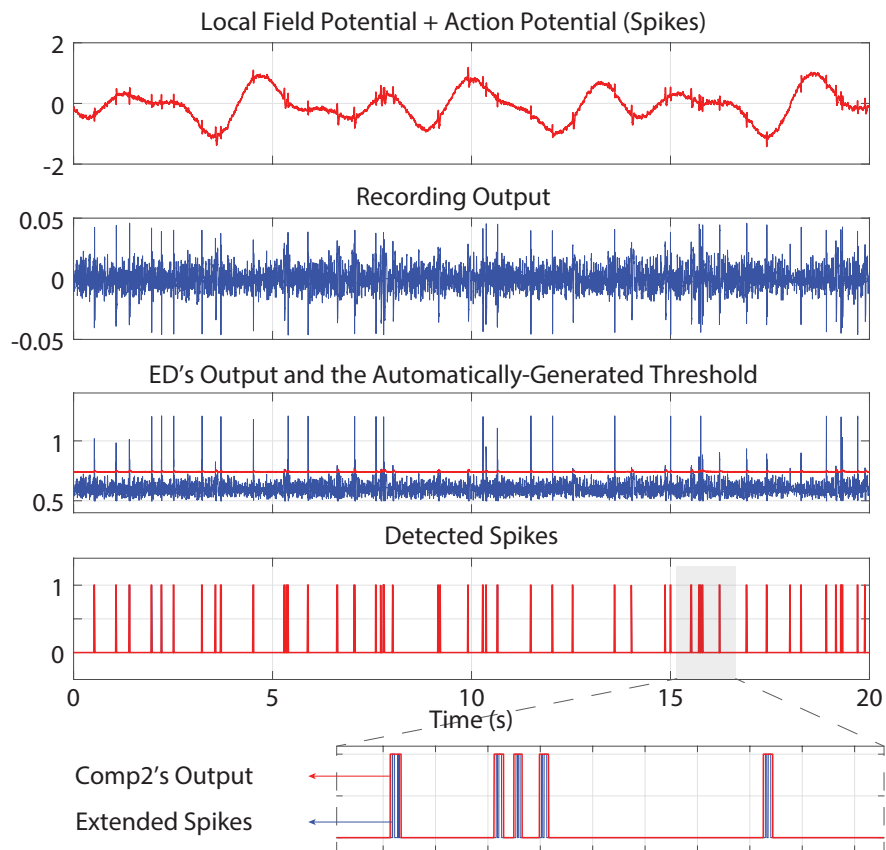 Local Field Potential + Action Potential (Spikes)
2
0
-2
Recording Output
0.05
0
-0.05
ED's Output and the Automatically-Generated Threshold
1
0.5
Detected Spikes
1
0
0 5 10 15 20
Time (s)
Comp2's Output
Extended Spikes